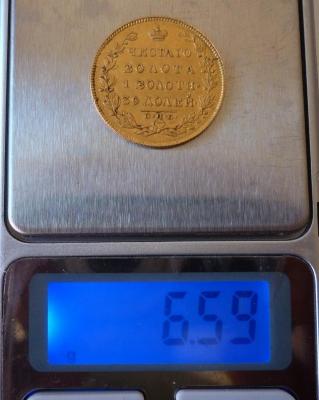 ЧИСТАГО
ЗОЛОТА
1 ЗОЛОТН.
39 ДОЛЕЙ
С.П.Б.
6.59
g